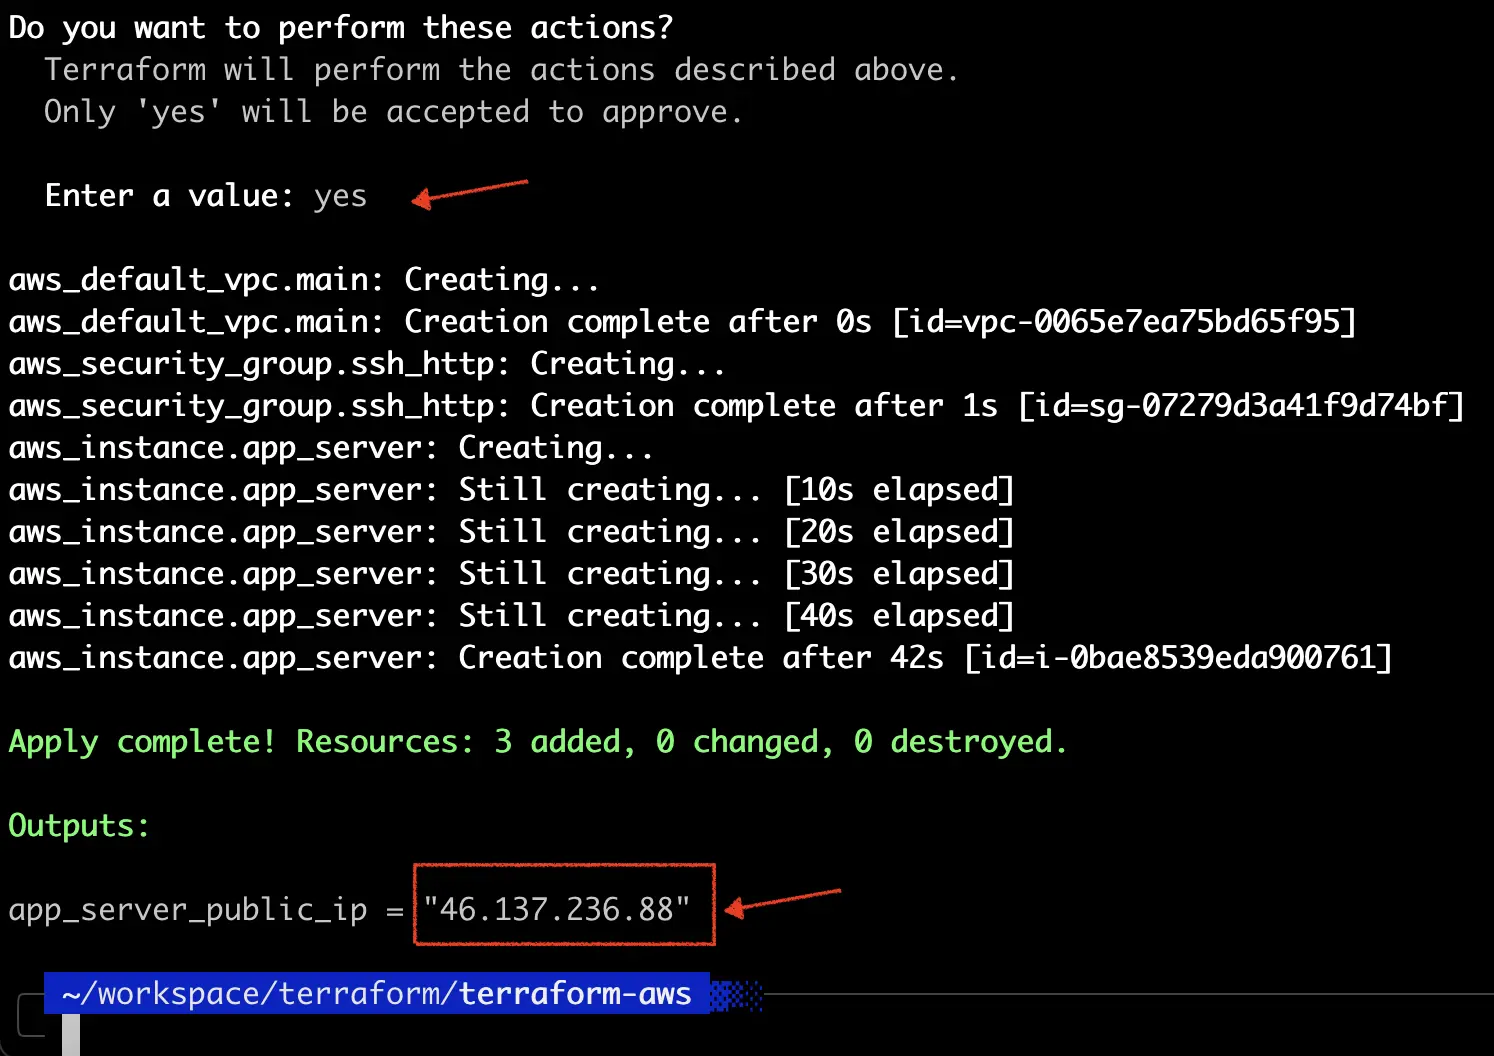 Do you want to perform these actions?
Terraform will perform the actions described above.
Only 'yes' will be accepted to approve.
Enter a value: yes
aws_default_vpc.main: Creating...
aws_default_vpc.main: Creation complete after 0s [id=vpc-0065e7ea75bd65f95]
aws_security_group.ssh_http: Creating...
aws_security_group.ssh_http: Creation complete after 1s [id=sg-07279d3a41f9d74bf]
aws_instance.app_server: Creating...
aws_instance.app_server: Still creating... [10s elapsed]
aws_instance.app_server: Still creating... [20s elapsed]
aws_instance.app_server: Still creating... [30s elapsed]
aws_instance.app_server: Still creating... [40s elapsed]
aws_instance.app_server: Creation complete after 42s [id=i-0bae8539eda900761]
Apply complete! Resources: 3 added, 0 changed, 0 destroyed.
Outputs:
app_server_public_ip = "46.137.236.88"
~/workspace/terraform/terraform-aws